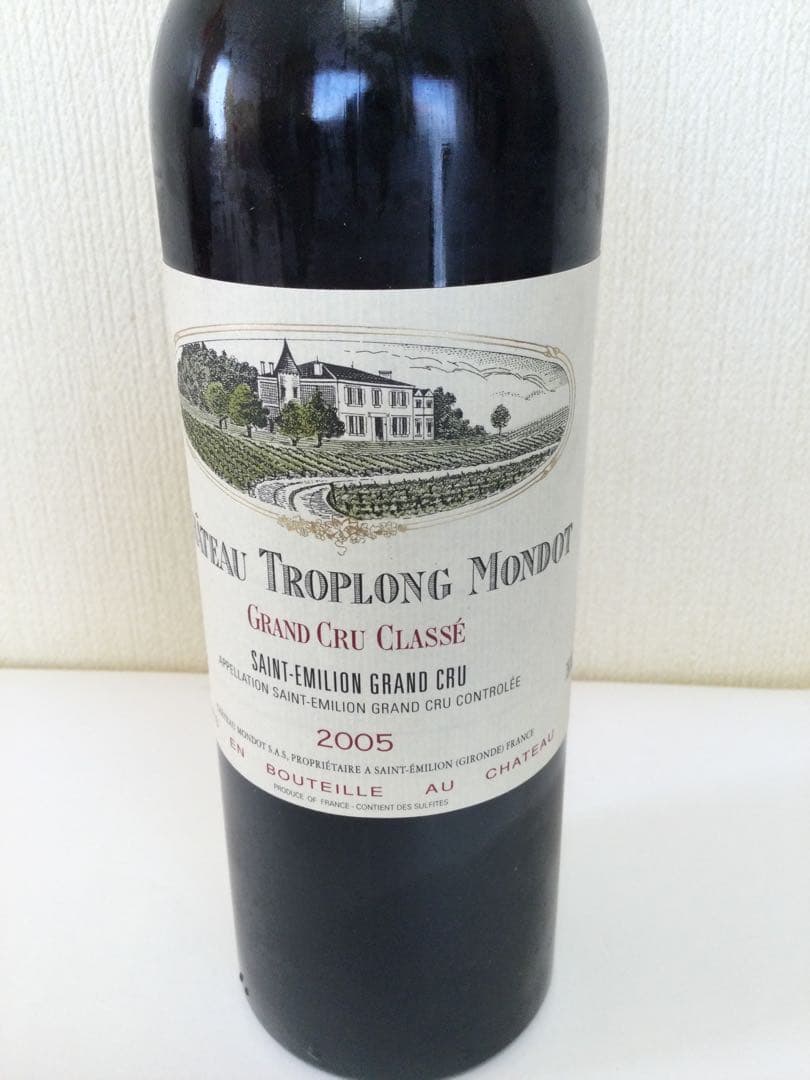 ÂTEAU TROPLONG MONDOT
GRAND CRU CLASSÉ
SAINT-EMILION GRAND CRU
APPELLATION SAINT-EMILION GRAND CRU CONTROLÉE
2005
CHÂTEAU MONDOT S.A.S, PROPRIÉTAIRE A SAINT-ÉMILION (GIRONDE) FRANCE
EN BOUTEILLE AU CHATEAU
PRODUCE OF FRANCE - CONTIENT DES SULFITES